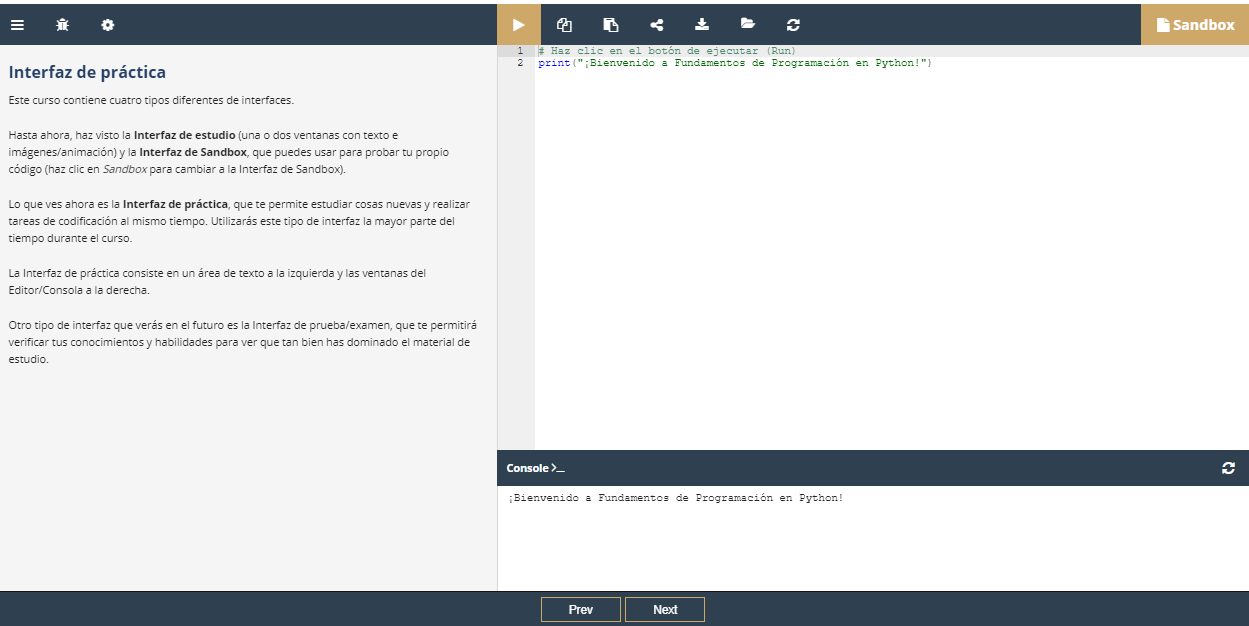 Sandbox
Interfaz de práctica
Este curso contiene cuatro tipos diferentes de interfaces.
Hasta ahora, haz visto la Interfaz de estudio (una o dos ventanas con texto e
imágenes/animación) y la Interfaz de Sandbox, que puedes usar para probar tu propio
código (haz clic en Sandbox para cambiar a la Interfaz de Sandbox).
Lo que ves ahora es la Interfaz de práctica, que te permite estudiar cosas nuevas y realizar
tareas de codificación al mismo tiempo. Utilizarás este tipo de interfaz la mayor parte del
tiempo durante el curso.
La Interfaz de práctica consiste en un área de texto a la izquierda y las ventanas del
Editor/Consola a la derecha.
Otro tipo de interfaz que verás en el futuro es la Interfaz de prueba/examen, que te permitirá
verificar tus conocimientos y habilidades para ver que tan bien has dominado el material de
estudio.
1 # Haz clic en el botón de ejecutar (Run)
2 print("¡Bienvenido a Fundamentos de Programación en Python!")
Console >_
¡Bienvenido a Fundamentos de Programación en Python!
Prev
Next